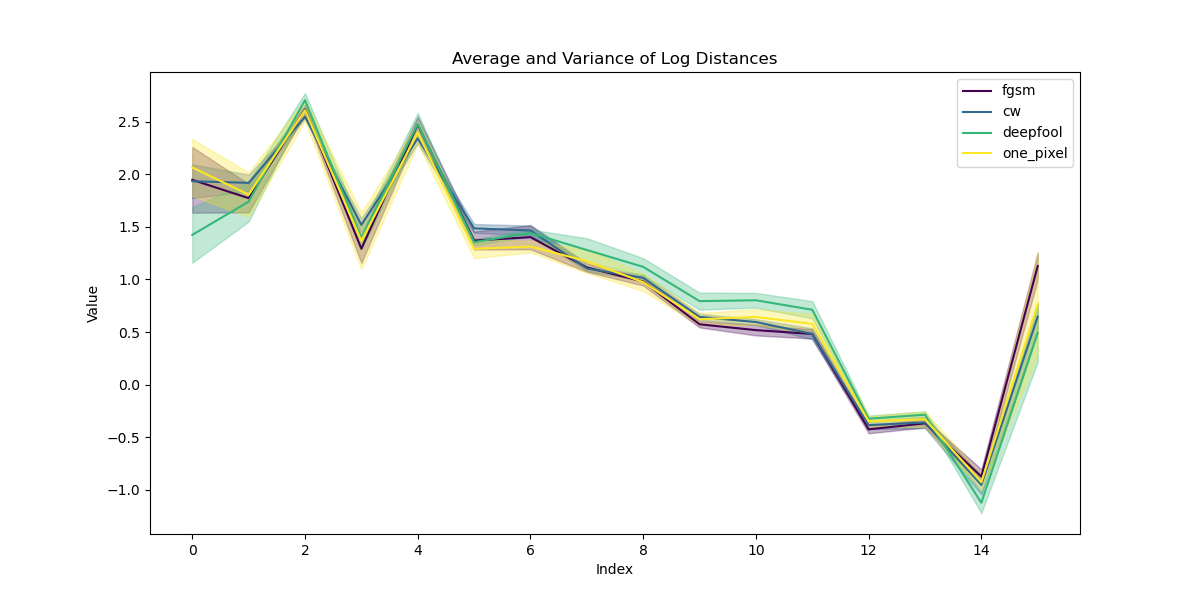 Average and Variance of Log Distances
fgsm
cw
deepfool
one_pixel
Value
2.5
2.0
1.5
1.0
0.5
0.0
−0.5
−1.0
0 2 4 6 8 10 12 14
Index